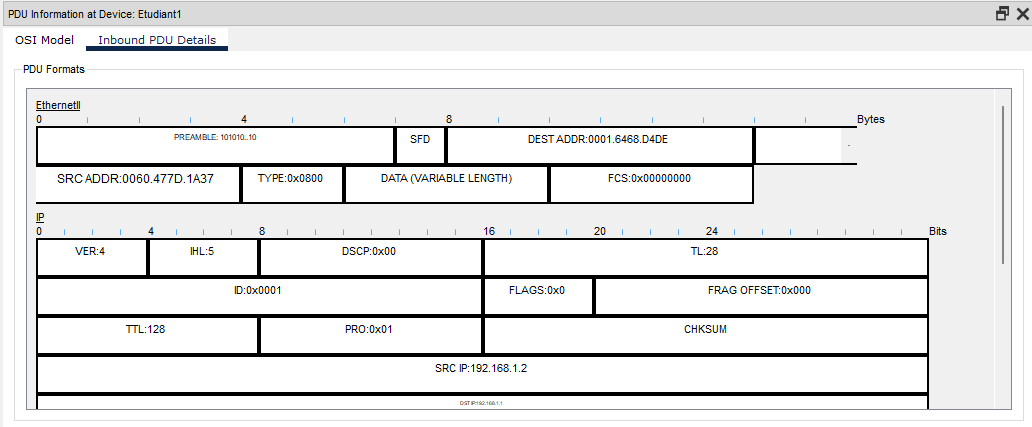 PDU Information at Device: Etudiant1
OSI Model Inbound PDU Details
PDU Formats
EthernetII
0 4 8 Bytes
PREAMBLE: 101010..10 SFD DEST ADDR:0001.6468.D4DE
SRC ADDR:0060.477D.1A37 TYPE:0x0800 DATA (VARIABLE LENGTH) FCS:0x00000000
IP
0 4 8 16 20 24 Bits
VER:4 IHL:5 DSCP:0x00 TL:28
ID:0x0001 FLAGS:0x0 FRAG OFFSET:0x000
TTL:128 PRO:0x01 CHKSUM
SRC IP:192.168.1.2
DST IP:192.168.1.1